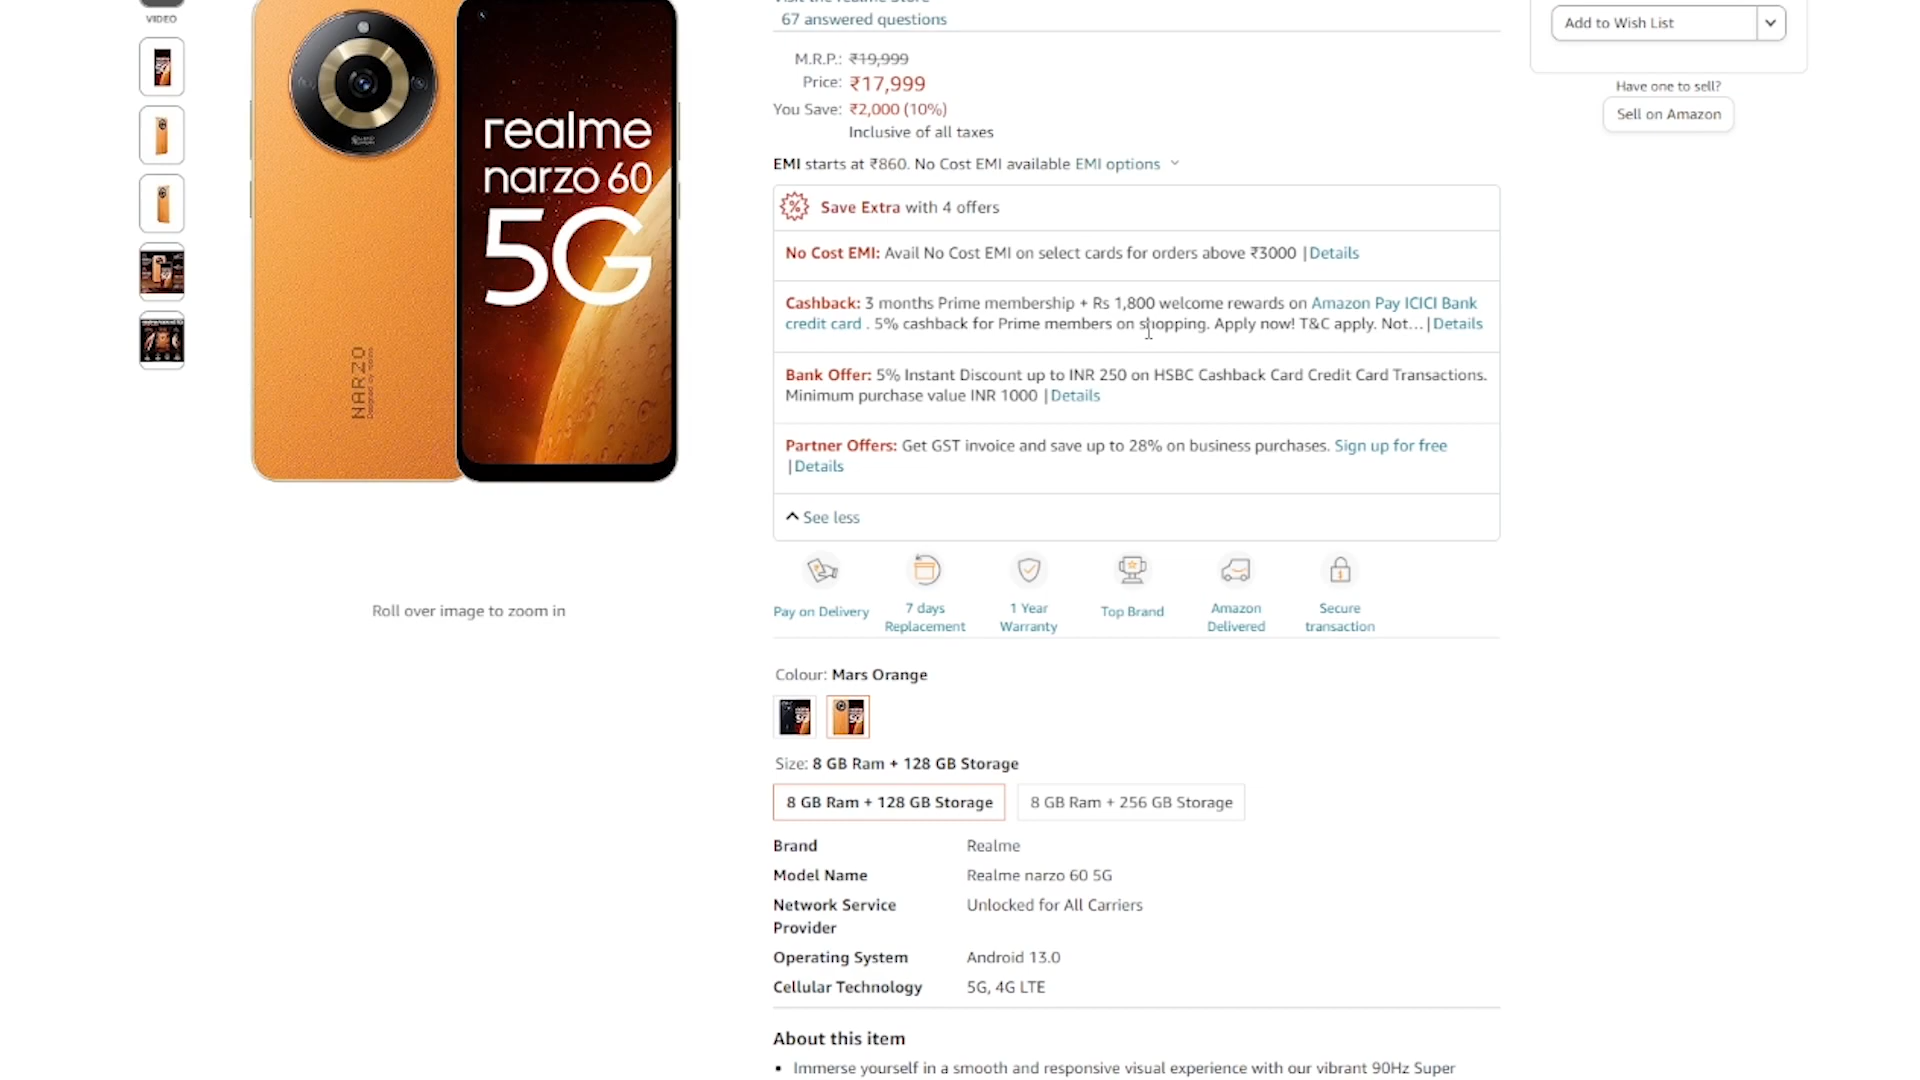 VIDEO
67 answered questions
Add to Wish List
M.R.P.: ₹19,999
Price: ₹17,999
You Save: ₹2,000 (10%)
Inclusive of all taxes
Have one to sell?
Sell on Amazon
EMI starts at ₹860. No Cost EMI available EMI options
realme
narzo 60
5G
NARZO
Save Extra with 4 offers
No Cost EMI: Avail No Cost EMI on select cards for orders above ₹3000 |Details
Cashback: 3 months Prime membership + Rs 1,800 welcome rewards on Amazon Pay ICICI Bank
credit card . 5% cashback for Prime members on shopping. Apply now! T&C apply. Not... |Details
Bank Offer: 5% Instant Discount up to INR 250 on HSBC Cashback Card Credit Card Transactions.
Minimum purchase value INR 1000 |Details
Partner Offers: Get GST invoice and save up to 28% on business purchases. Sign up for free
|Details
See less
Pay on Delivery
7 days
Replacement
1 Year
Warranty
Top Brand
Amazon
Delivered
Secure
transaction
Roll over image to zoom in
Colour: Mars Orange
Size: 8 GB Ram + 128 GB Storage
8 GB Ram + 128 GB Storage
8 GB Ram + 256 GB Storage
Brand Realme
Model Name Realme narzo 60 5G
Network Service Unlocked for All Carriers
Provider
Operating System Android 13.0
Cellular Technology 5G, 4G LTE
About this item
Immerse yourself in a smooth and responsive visual experience with our vibrant 90Hz Super